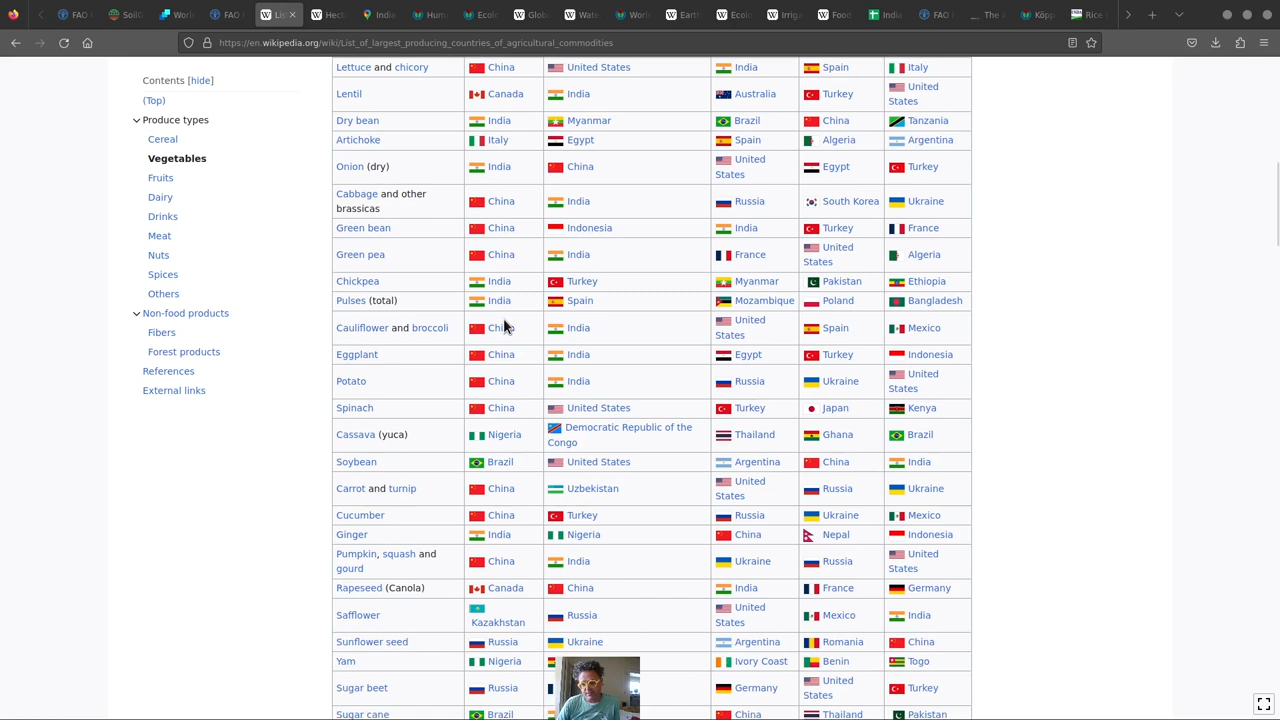 List
Herc
Globa
World
Earth
Irriga
Food
India
The A
Köpp
Rice
https://en.wikipedia.org/wiki/List_of_largest_producing_countries_of_agricultural_commodities
Contents [hide]
(Top)
Produce types
Cereal
Vegetables
Fruits
Dairy
Drinks
Meat
Nuts
Spices
Others
Non-food products
Fibers
Forest products
References
External links
Lettuce and chicory China United States India Spain Italy
Lentil Canada India Australia Turkey United States
Dry bean India Myanmar Brazil China Tanzania
Artichoke Italy Egypt Spain Algeria Argentina
Onion (dry) India China United States Egypt Turkey
Cabbage and other brassicas China India Russia South Korea Ukraine
Green bean China Indonesia India Turkey France
Green pea China India France United States Algeria
Chickpea India Turkey Myanmar Pakistan Ethiopia
Pulses (total) India Spain Mozambique Poland Bangladesh
Cauliflower and broccoli China India United States Spain Mexico
Eggplant China India Egypt Turkey Indonesia
Potato China India Russia Ukraine United States
Spinach China United States Turkey Japan Kenya
Cassava (yuca) Nigeria Democratic Republic of the Congo Thailand Ghana Brazil
Soybean Brazil United States Argentina China India
Carrot and turnip China Uzbekistan United States Russia Ukraine
Cucumber China Turkey Russia Ukraine Mexico
Ginger India Nigeria China Nepal Indonesia
Pumpkin, squash and gourd China India Ukraine Russia United States
Rapeseed (Canola) Canada China India France Germany
Safflower Kazakhstan Russia United States Mexico India
Sunflower seed Russia Ukraine Argentina Romania China
Yam Nigeria Ivory Coast Benin Togo
Sugar beet Russia Germany United States Turkey
Sugar cane Brazil China Thailand Pakistan